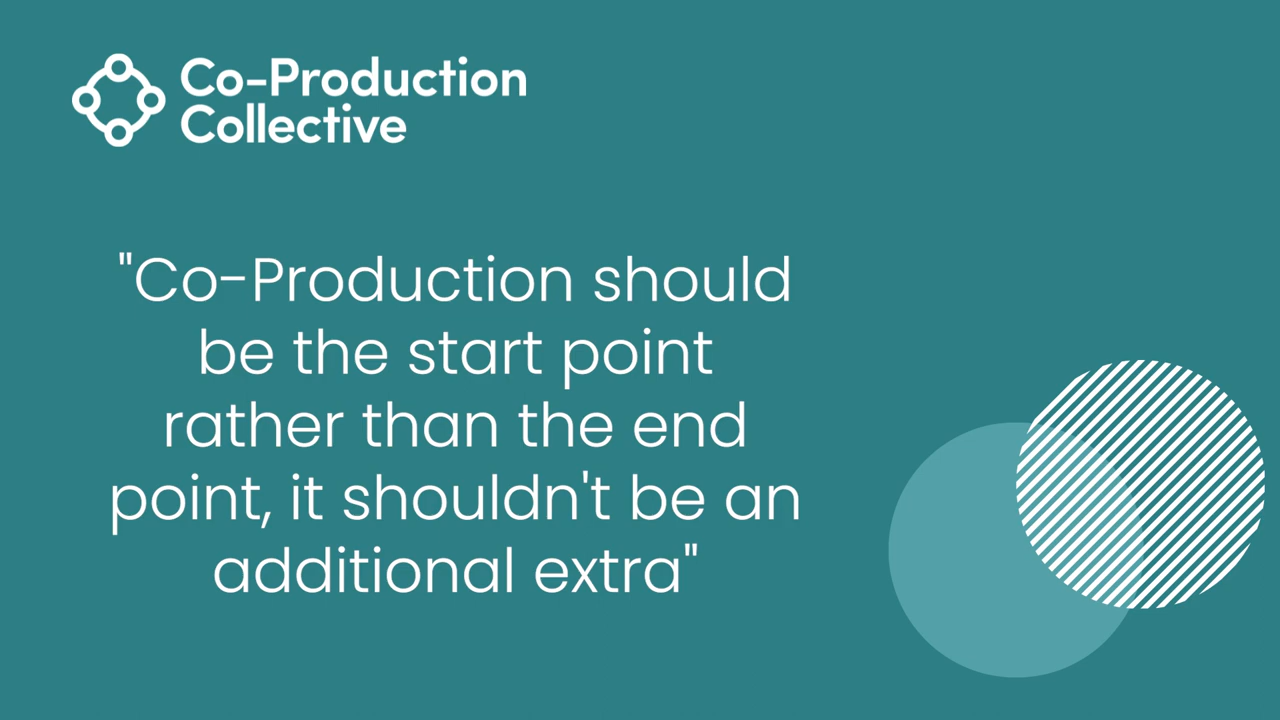 Co-Production
Collective
"Co-Production should
be the start point
rather than the end
point, it shouldn't be an
additional extra"